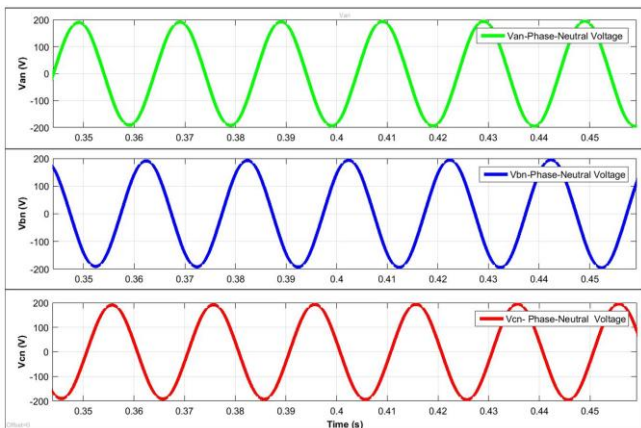 Van
200
100
0
-100
-200
Van (V)
Van-Phase-Neutral Voltage
0.35 0.36 0.37 0.38 0.39 0.4 0.41 0.42 0.43 0.44 0.45
200
100
0
-100
-200
Vbn (V)
Vbn-Phase-Neutral Voltage
0.35 0.36 0.37 0.38 0.39 0.4 0.41 0.42 0.43 0.44 0.45
200
100
0
-100
-200
Vcn (V)
Vcn- Phase-Neutral Voltage
0.35 0.36 0.37 0.38 0.39 0.4 0.41 0.42 0.43 0.44 0.45
Offset=0
Time (s)